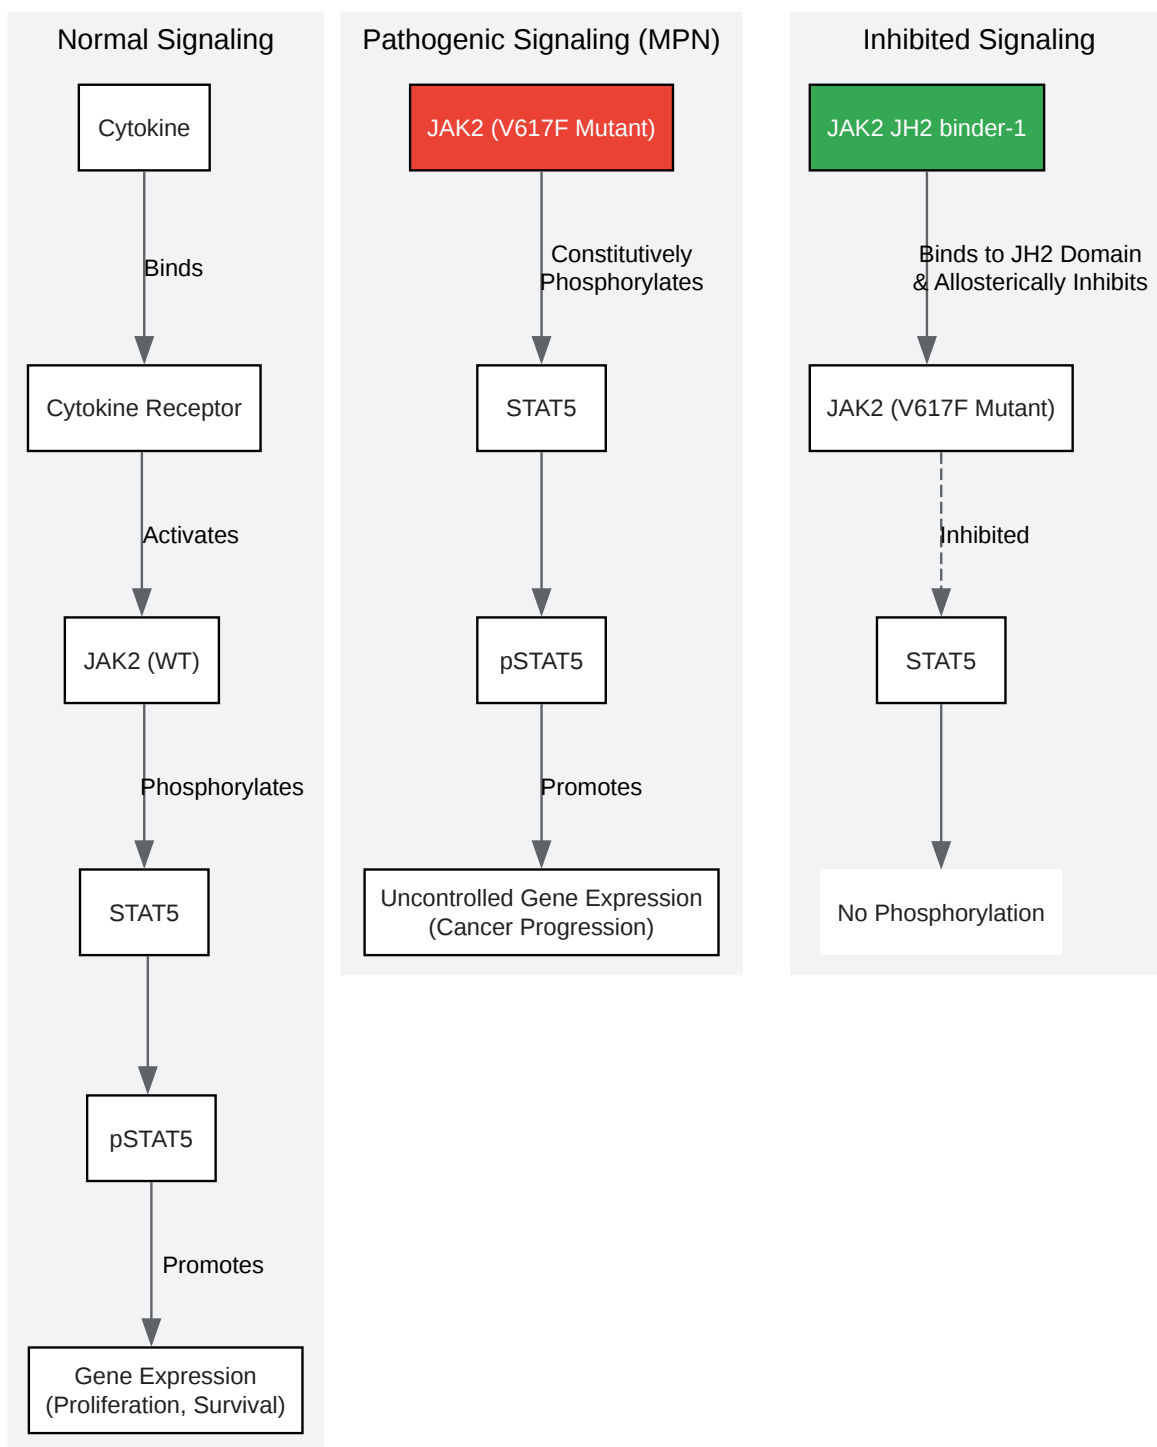 Normal Signaling
Cytokine
Binds
Cytokine Receptor
Activates
JAK2 (WT)
Phosphorylates
STAT5
pSTAT5
Promotes
Gene Expression
(Proliferation, Survival)
Pathogenic Signaling (MPN)
JAK2 (V617F Mutant)
Constitutively
Phosphorylates
STAT5
pSTAT5
Promotes
Uncontrolled Gene Expression
(Cancer Progression)
Inhibited Signaling
JAK2 JH2 binder-1
Binds to JH2 Domain
& Allosterically Inhibits
JAK2 (V617F Mutant)
Inhibited
STAT5
No Phosphorylation